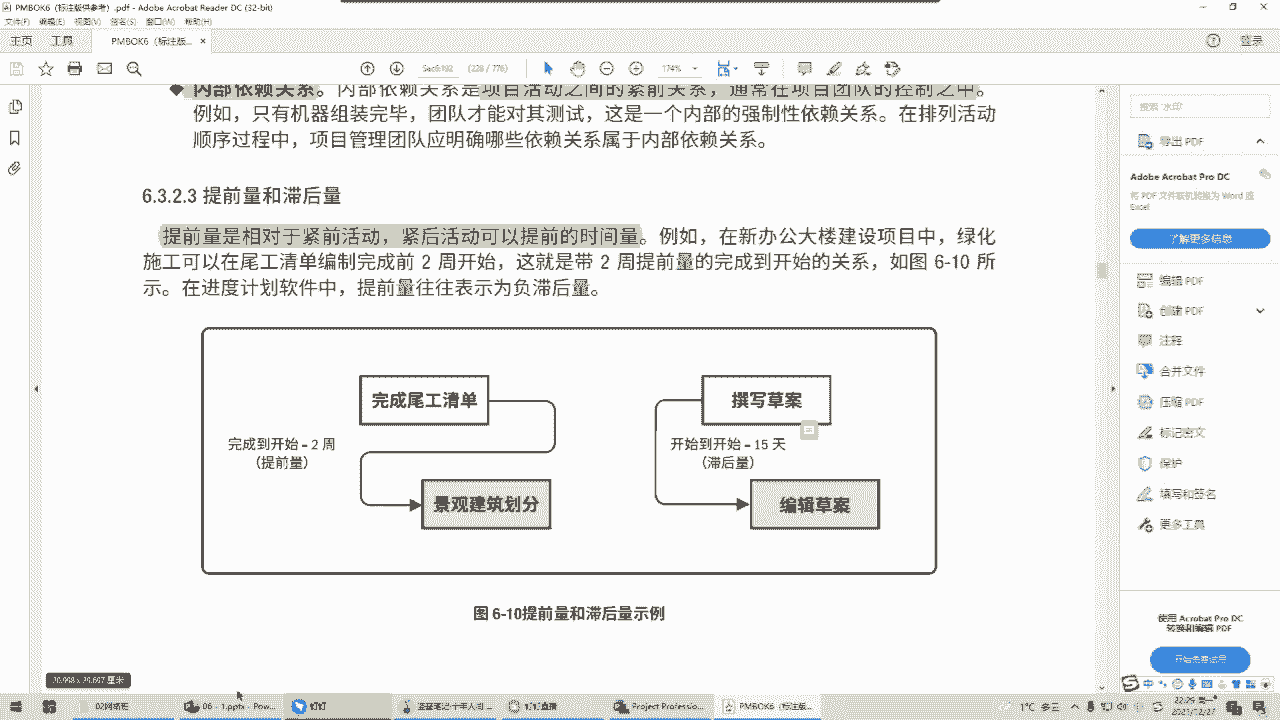 PMBOK6（标注版供参考）.pdf - Adobe Acrobat Reader DC (32-bit)
文件(F) 编辑(E) 视图(V) 签名(S) 窗口(W) 帮助(H)
主页 工具 PMBOK6（标注版... × 登录
(228 / 776) 174%
◆ 内部依赖关系。内部依赖关系是项目活动之间的紧前关系，通常在项目团队的控制之中。
例如，只有机器组装完毕，团队才能对其测试，这是一个内部的强制性依赖关系。在排列活动
顺序过程中，项目管理团队应明确哪些依赖关系属于内部依赖关系。
6.3.2.3 提前量和滞后量
提前量是相对于紧前活动，紧后活动可以提前的时间量。例如，在新办公大楼建设项目中，绿化
施工可以在尾工清单编制完成前 2 周开始，这就是带 2 周提前量的完成到开始的关系，如图 6-10 所
示。在进度计划软件中，提前量往往表示为负滞后量。
完成尾工清单
完成到开始 – 2 周
（提前量）
景观建筑划分
撰写草案
开始到开始 – 15 天
（滞后量）
编辑草案
图 6-10提前量和滞后量示例
搜索"水印"
导出 PDF
Adobe Acrobat Pro DC
将 PDF 文件联机转换为 Word 或
Excel
了解更多信息
编辑 PDF
创建 PDF
注释
合并文件
压缩 PDF
标记密文
保护
填写和签名
更多工具
使用 Acrobat Pro DC
转换和编辑 PDF
开始免费试用
20.998 x 29.697 厘米
06 - 1.pptx - Pow...
钉钉
Project Professio...
PMBOK6（标注版...
1°C 多云
中
2021/12/27